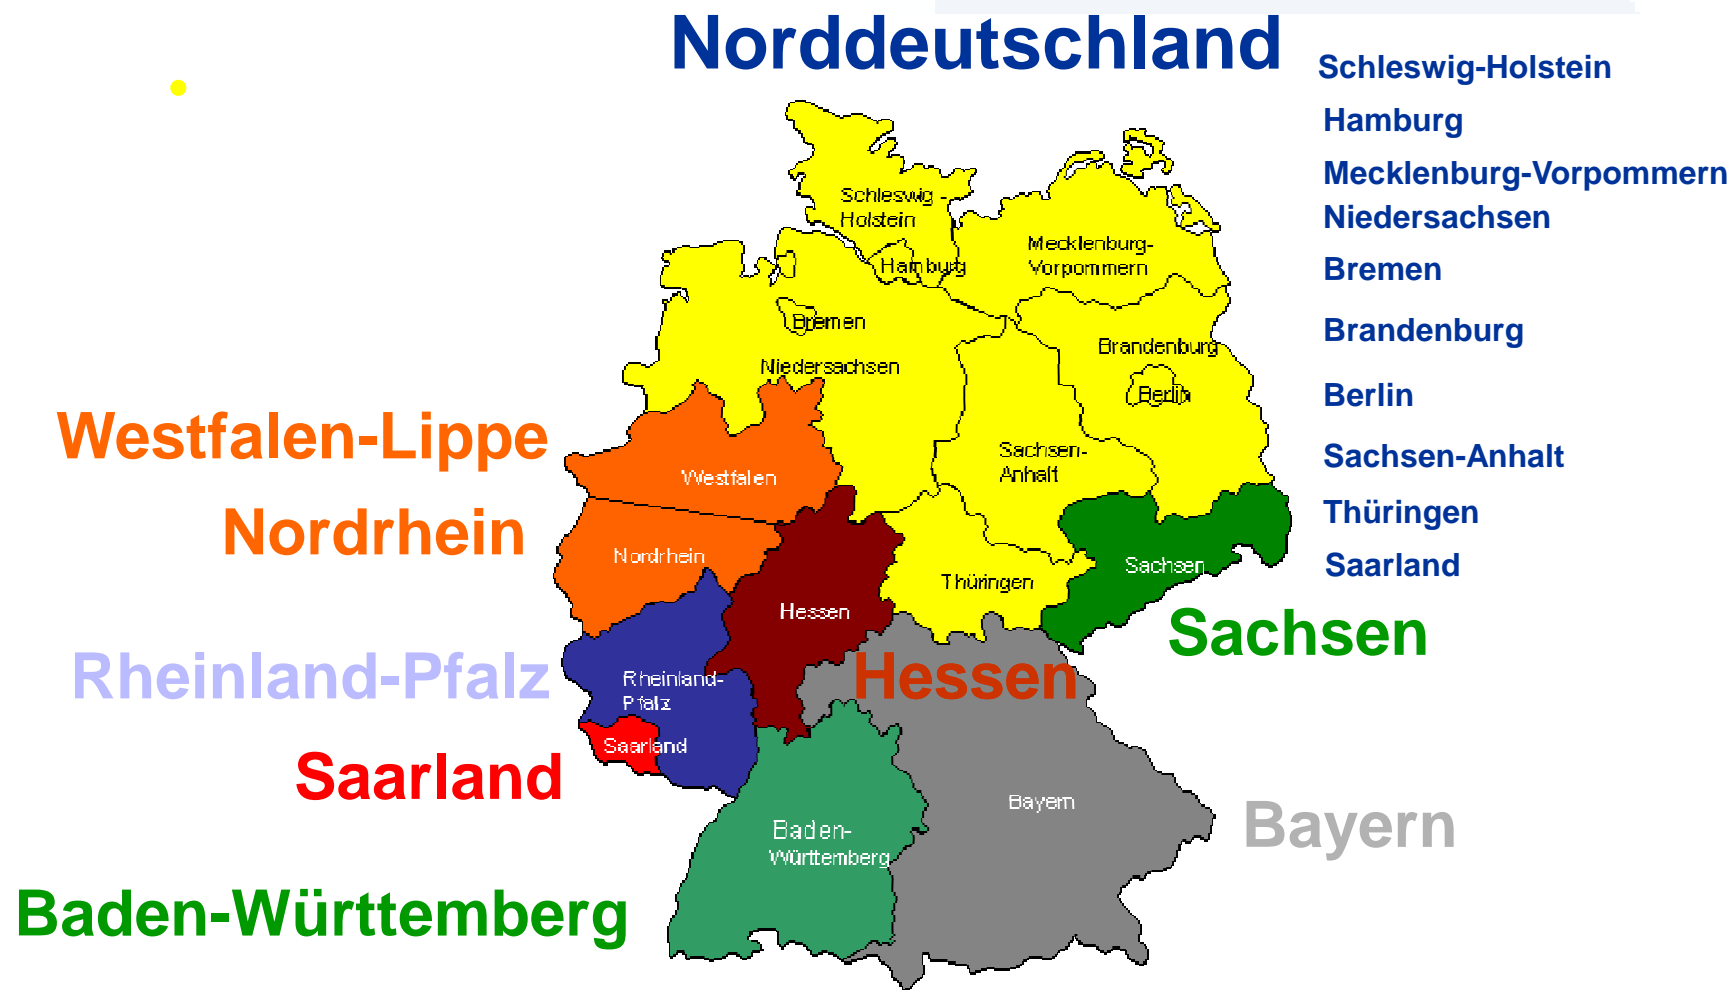 Norddeutschland
Schleswig-Holstein
Hamburg
Mecklenburg-Vorpommern
Niedersachsen
Bremen
Brandenburg
Berlin
Sachsen-Anhalt
Thüringen
Saarland
Schleswig -
Holstein
Hamburg
Mecklenburg-
Vorpommern
Bremen
Niedersachsen
Brandenburg
Berlin
Sachsen-
Anhalt
Westfalen-Lippe
Westfalen
Nordrhein
Nordrhein
Hessen
Thüringen
Sachsen
Sachsen
Rheinland-Pfalz
Rheinland-
Pfalz
Hessen
Saarland
Saarland
Bayern
Bayern
Baden-
Württemberg
Baden-Württemberg